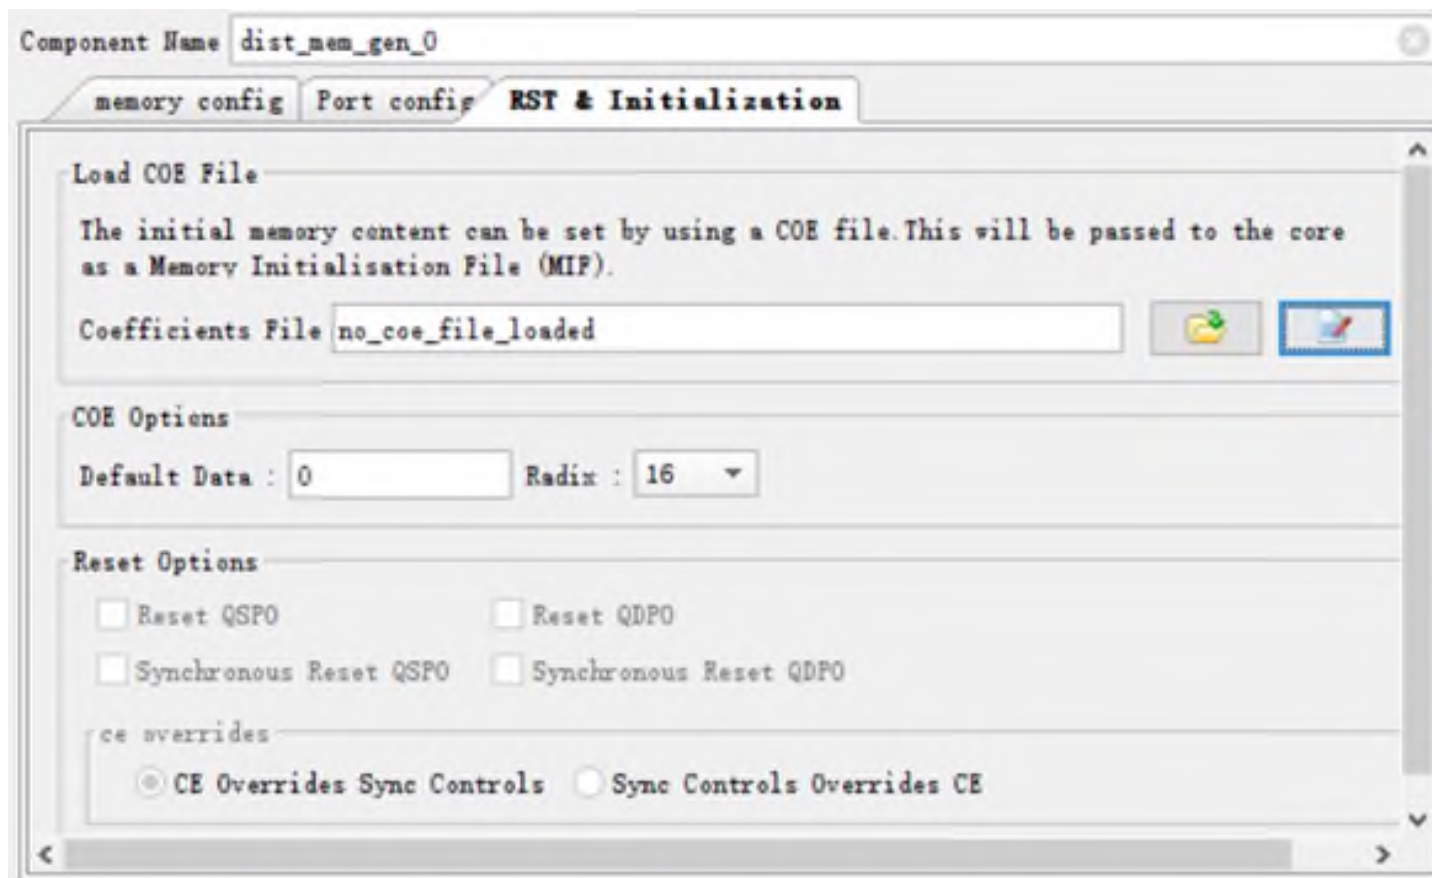 Component Name dist_mem_gen_0
memory config Port config RST & Initialization
Load COE File
The initial memory content can be set by using a COE file.This will be passed to the core
as a Memory Initialisation File (MIF).
Coefficients File no_coe_file_loaded
COE Options
Default Data : 0 Radix : 16
Reset Options
Reset QSPO Reset QDPO
Synchronous Reset QSPO Synchronous Reset QDPO
ce overrides
CE Overrides Sync Controls Sync Controls Overrides CE